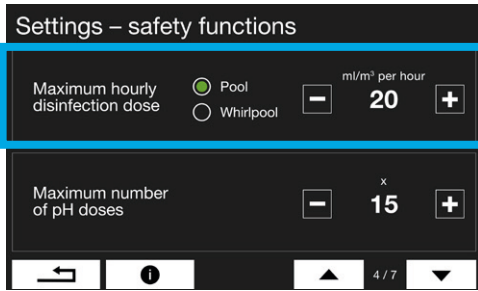 Settings – safety functions
Maximum hourly
disinfection dose
Pool
Whirlpool
ml/m³ per hour
20
Maximum number
of pH doses
x
15
4/7